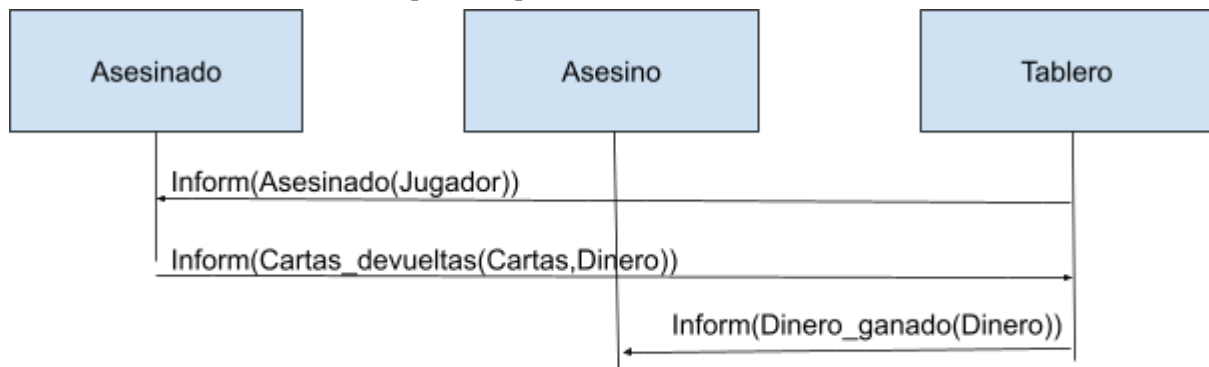 Asesinado
Asesino
Tablero
Inform(Asesinado(Jugador))
Inform(Cartas_devueltas(Cartas,Dinero))
Inform(Dinero_ganado(Dinero))